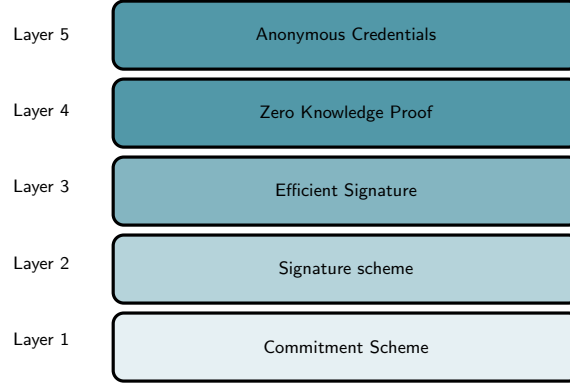 Layer 5
Anonymous Credentials
Layer 4
Zero Knowledge Proof
Layer 3
Efficient Signature
Layer 2
Signature scheme
Layer 1
Commitment Scheme